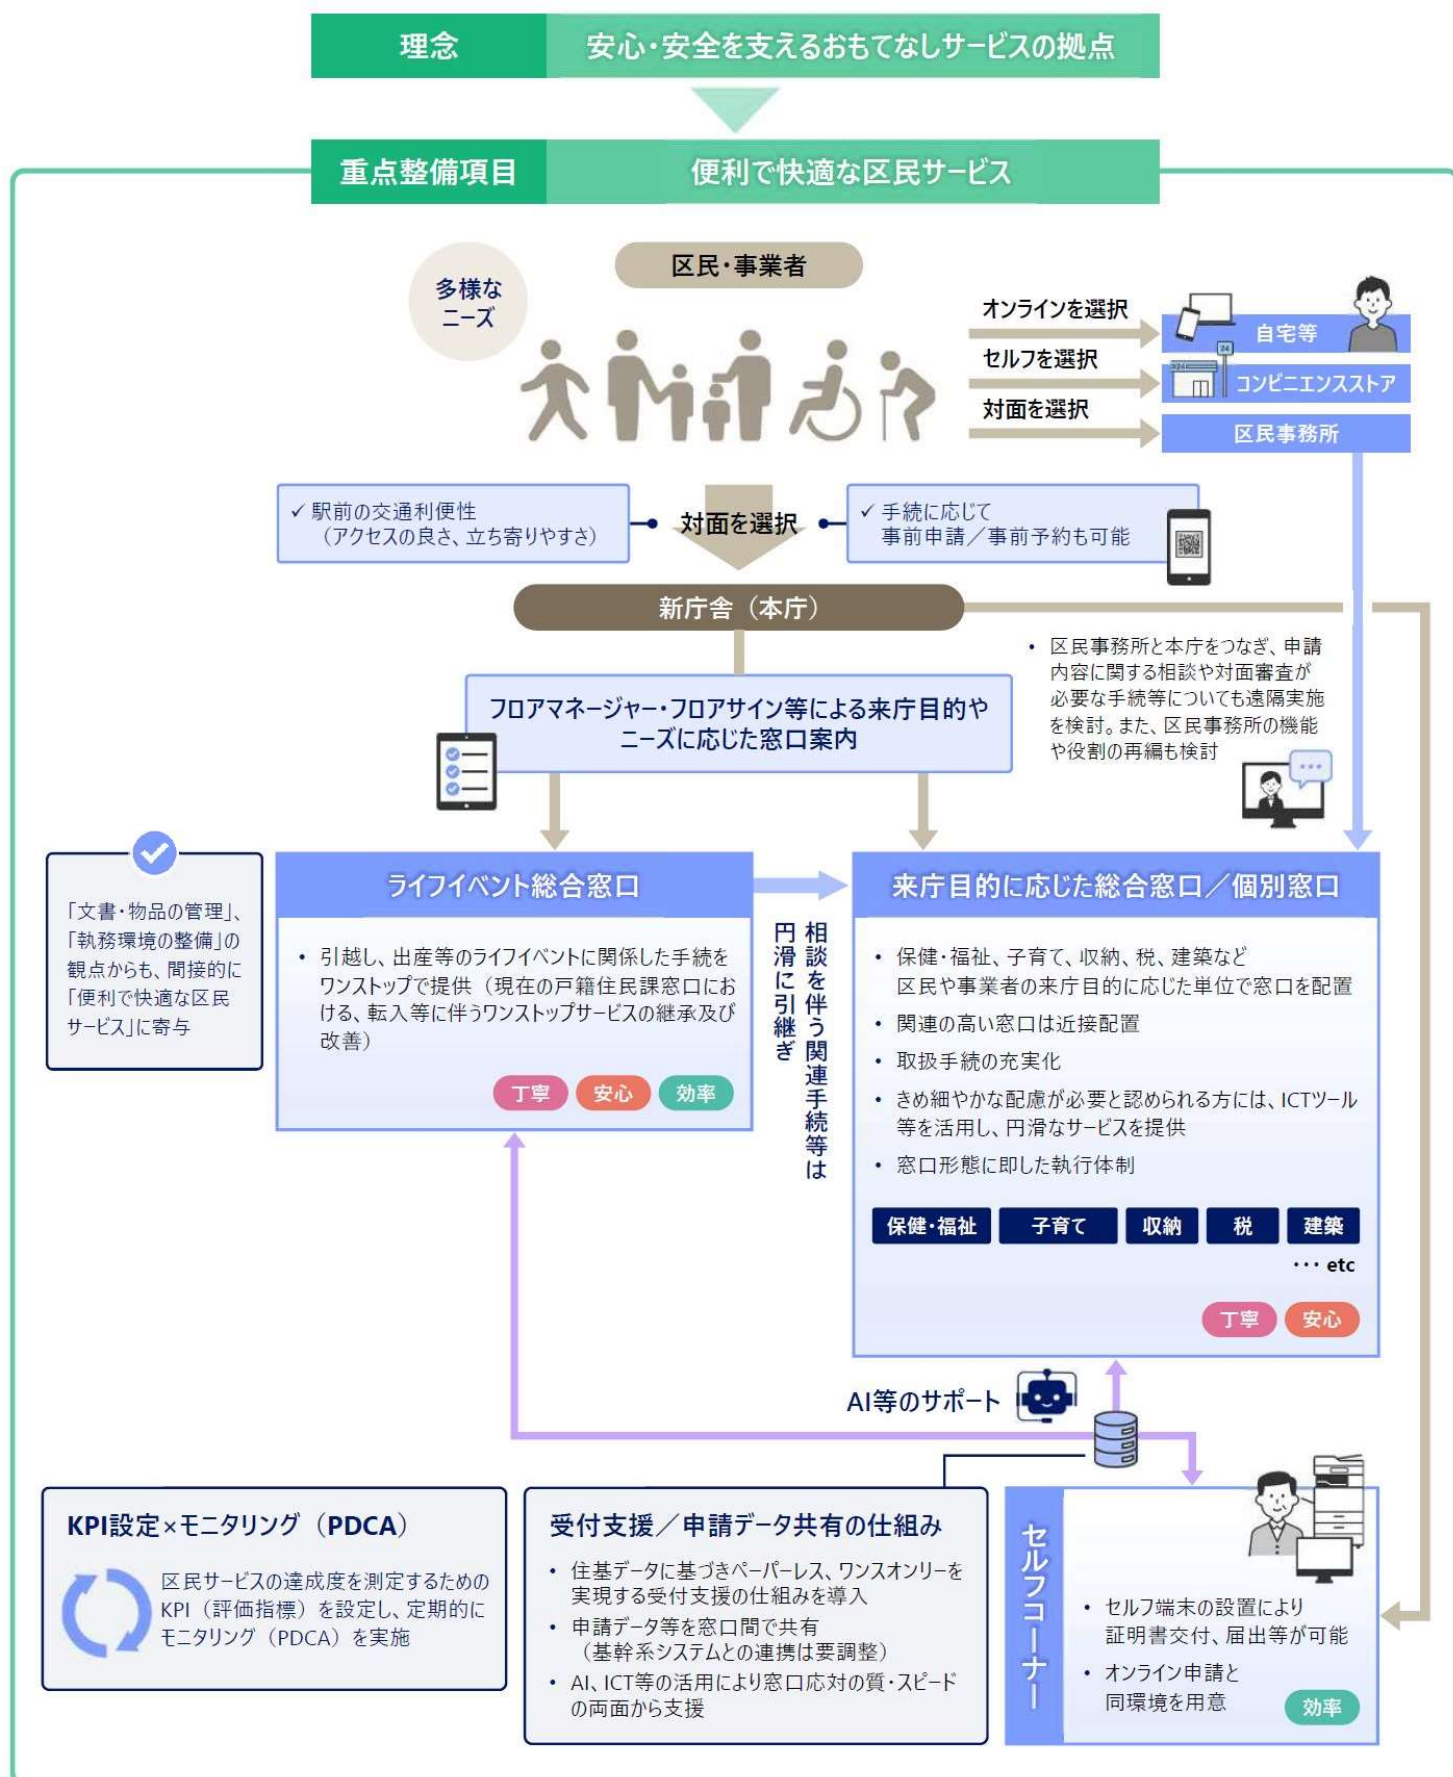 理念
安心・安全を支えるおもてなしサービスの拠点
重点整備項目
便利で快適な区民サービス
多様な
ニーズ
区民・事業者
オンラインを選択
自宅等
セルフを選択
24
24
コンビニエンスストア
対面を選択
区民事務所
✓ 駅前の交通利便性
（アクセスの良さ、立ち寄りやすさ）
対面を選択
✓ 手続に応じて
事前申請／事前予約も可能
新庁舎（本庁）
• 区民事務所と本庁をつなぎ、申請
内容に関する相談や対面審査が
必要な手続等についても遠隔実施
を検討。また、区民事務所の機能
や役割の再編も検討
フロアマネージャー・フロアサイン等による来庁目的や
ニーズに応じた窓口案内
「文書・物品の管理」、
「執務環境の整備」の
観点からも、間接的に
「便利で快適な区民
サービス」に寄与
ライフイベント総合窓口
• 引越し、出産等のライフイベントに関係した手続を
ワンストップで提供（現在の戸籍住民課窓口にお
ける、転入等に伴うワンストップサービスの継承及び
改善）
丁寧
安心
効率
相談を伴う関連手続等は
円滑に引継ぎ
来庁目的に応じた総合窓口／個別窓口
• 保健・福祉、子育て、収納、税、建築など
区民や事業者の来庁目的に応じた単位で窓口を配置
• 関連の高い窓口は近接配置
• 取扱手続の充実化
• きめ細やかな配慮が必要と認められる方には、ICTツール
等を活用し、円滑なサービスを提供
• 窓口形態に即した執行体制
保健・福祉
子育て
収納
税
建築
･･･ etc
丁寧
安心
AI等のサポート
KPI設定×モニタリング（PDCA）
区民サービスの達成度を測定するための
KPI（評価指標）を設定し、定期的に
モニタリング（PDCA）を実施
受付支援／申請データ共有の仕組み
• 住基データに基づきペーパーレス、ワンスオンリーを
実現する受付支援の仕組みを導入
• 申請データ等を窓口間で共有
（基幹系システムとの連携は要調整）
• AI、ICT等の活用により窓口応対の質・スピード
の両面から支援
セルフコーナー
• セルフ端末の設置により
証明書交付、届出等が可能
• オンライン申請と
同環境を用意
効率